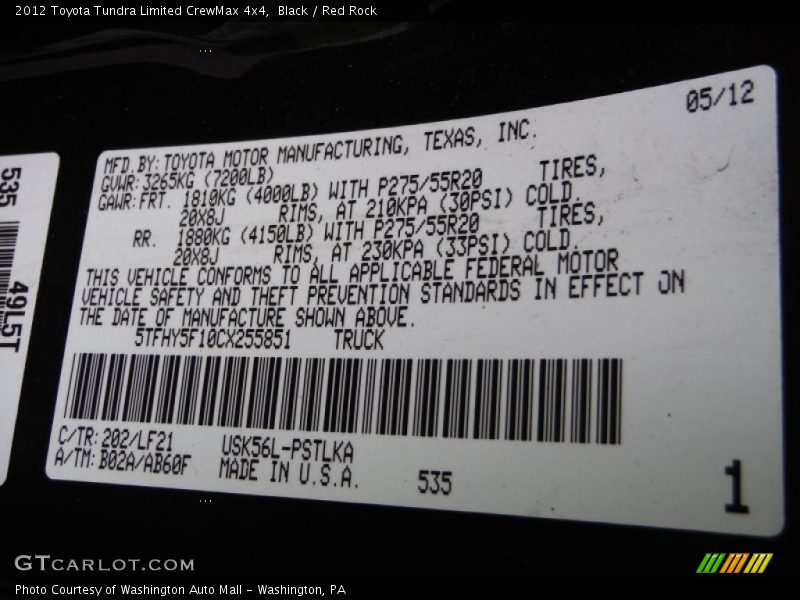 2012 Toyota Tundra Limited CrewMax 4x4,  Black / Red Rock
05/12
MFD.BY:TOYOTA MOTOR MANUFACTURING, TEXAS, INC.
GVWR:3265KG (7200LB)
GAWR:FRT. 1810KG (4000LB) WITH P275/55R20 TIRES,
20X8J RIMS, AT 210KPA (30PSI) COLD.
RR. 1880KG (4150LB) WITH P275/55R20 TIRES,
20X8J RIMS, AT 230KPA (33PSI) COLD.
THIS VEHICLE CONFORMS TO ALL APPLICABLE FEDERAL MOTOR
VEHICLE SAFETY AND THEFT PREVENTION STANDARDS IN EFFECT ON
THE DATE OF MANUFACTURE SHOWN ABOVE.
5TFHY5F10CX255851 TRUCK
C/TR:202/LF21 USK56L-PSTLKA
A/TM:B02A/AB60F MADE IN U.S.A. 535
1
535
49L5T
GTcarlot.com
Photo Courtesy of Washington Auto Mall - Washington, PA